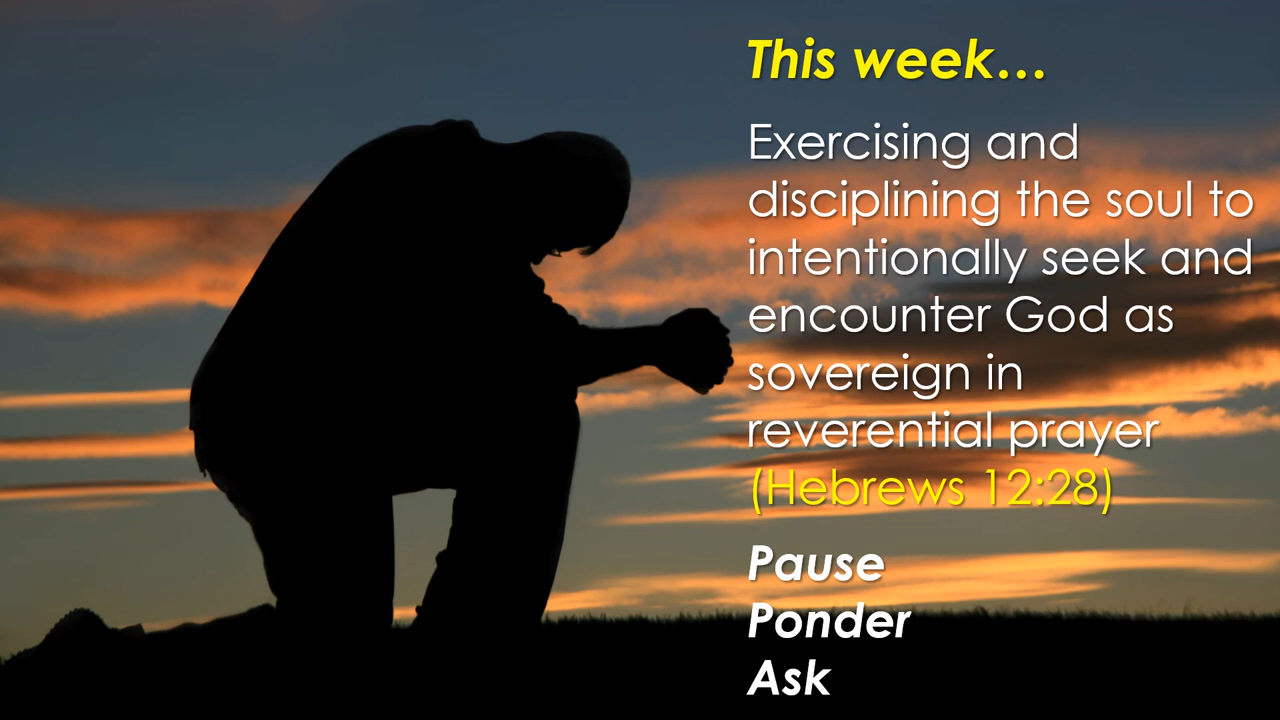 This week...
Exercising and
disciplining the soul to
intentionally seek and
encounter God as
sovereign in
reverential prayer
(Hebrews 12:28)
Pause
Ponder
Ask